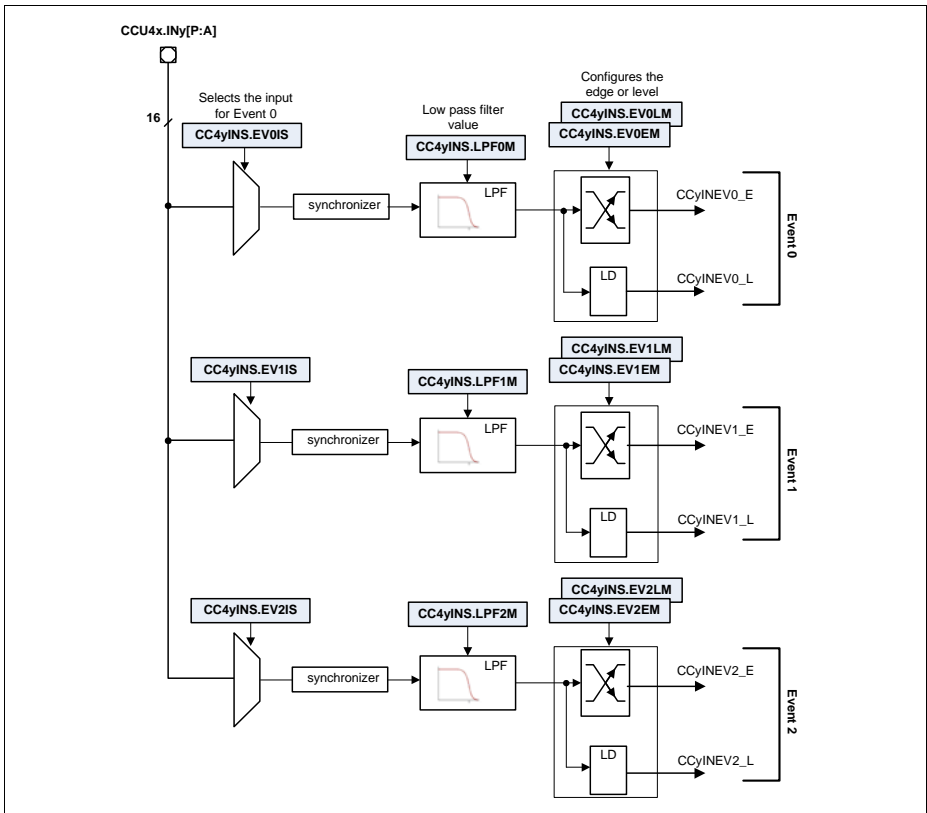 CCU4x.INy[P:A]
16
Selects the input
for Event 0
CC4yINS.EV0IS
Low pass filter
value
CC4yINS.LPF0M
Configures the
edge or level
CC4yINS.EV0LM
CC4yINS.EV0EM
synchronizer
LPF
LD
CCyINEV0_E
CCyINEV0_L
Event 0
CC4yINS.EV1IS
CC4yINS.LPF1M
CC4yINS.EV1LM
CC4yINS.EV1EM
synchronizer
LPF
LD
CCyINEV1_E
CCyINEV1_L
Event 1
CC4yINS.EV2IS
CC4yINS.LPF2M
CC4yINS.EV2LM
CC4yINS.EV2EM
synchronizer
LPF
LD
CCyINEV2_E
CCyINEV2_L
Event 2